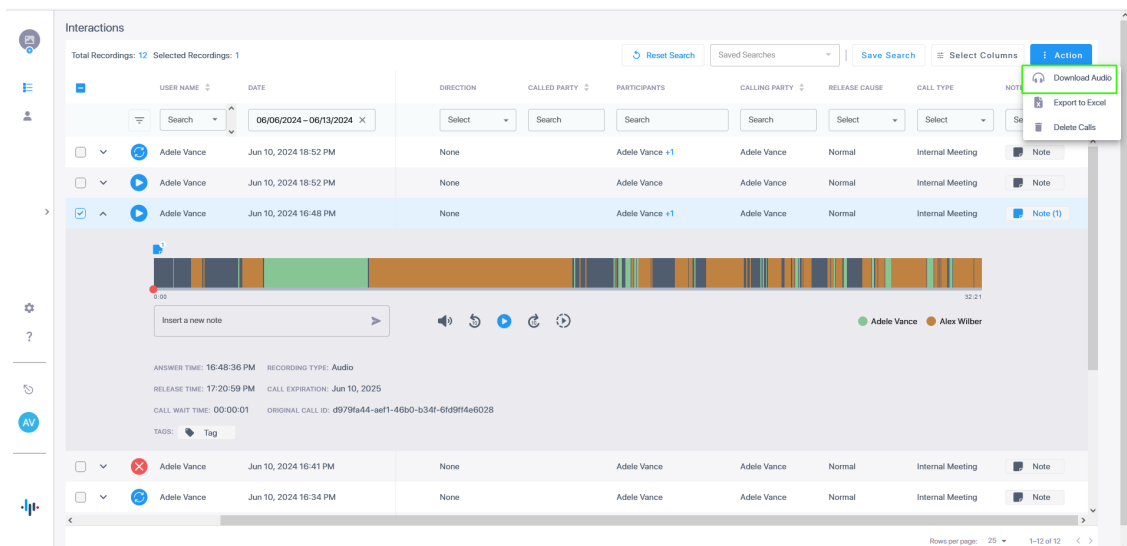 Interactions
Total Recordings: 12 Selected Recordings: 1
Reset Search
Saved Searches
Save Search
Select Columns
Action
Download Audio
Export to Excel
Delete Calls
USER NAME DATE DIRECTION CALLED PARTY PARTICIPANTS CALLING PARTY RELEASE CAUSE CALL TYPE
Search 06/06/2024 – 06/13/2024 × Select Search Search Search Select Select
Adele Vance Jun 10, 2024 18:52 PM None Adele Vance +1 Adele Vance Normal Internal Meeting Note
Adele Vance Jun 10, 2024 18:52 PM None Adele Vance Adele Vance Normal Internal Meeting Note
Adele Vance Jun 10, 2024 16:48 PM None Adele Vance +1 Adele Vance Normal Internal Meeting Note (1)
1
0:00 32:21
Insert a new note
Adele Vance Alex Wilber
ANSWER TIME: 16:48:36 PM RECORDING TYPE: Audio
RELEASE TIME: 17:20:59 PM CALL EXPIRATION: Jun 10, 2025
CALL WAIT TIME: 00:00:01 ORIGINAL CALL ID: d979fa44-aef1-46b0-b34f-6fd9ff4e6028
TAGS: Tag
Adele Vance Jun 10, 2024 16:41 PM None Adele Vance Adele Vance Normal Internal Meeting Note
Adele Vance Jun 10, 2024 16:34 PM None Adele Vance Adele Vance Normal Internal Meeting Note
Rows per page: 25 1–12 of 12
?
AV